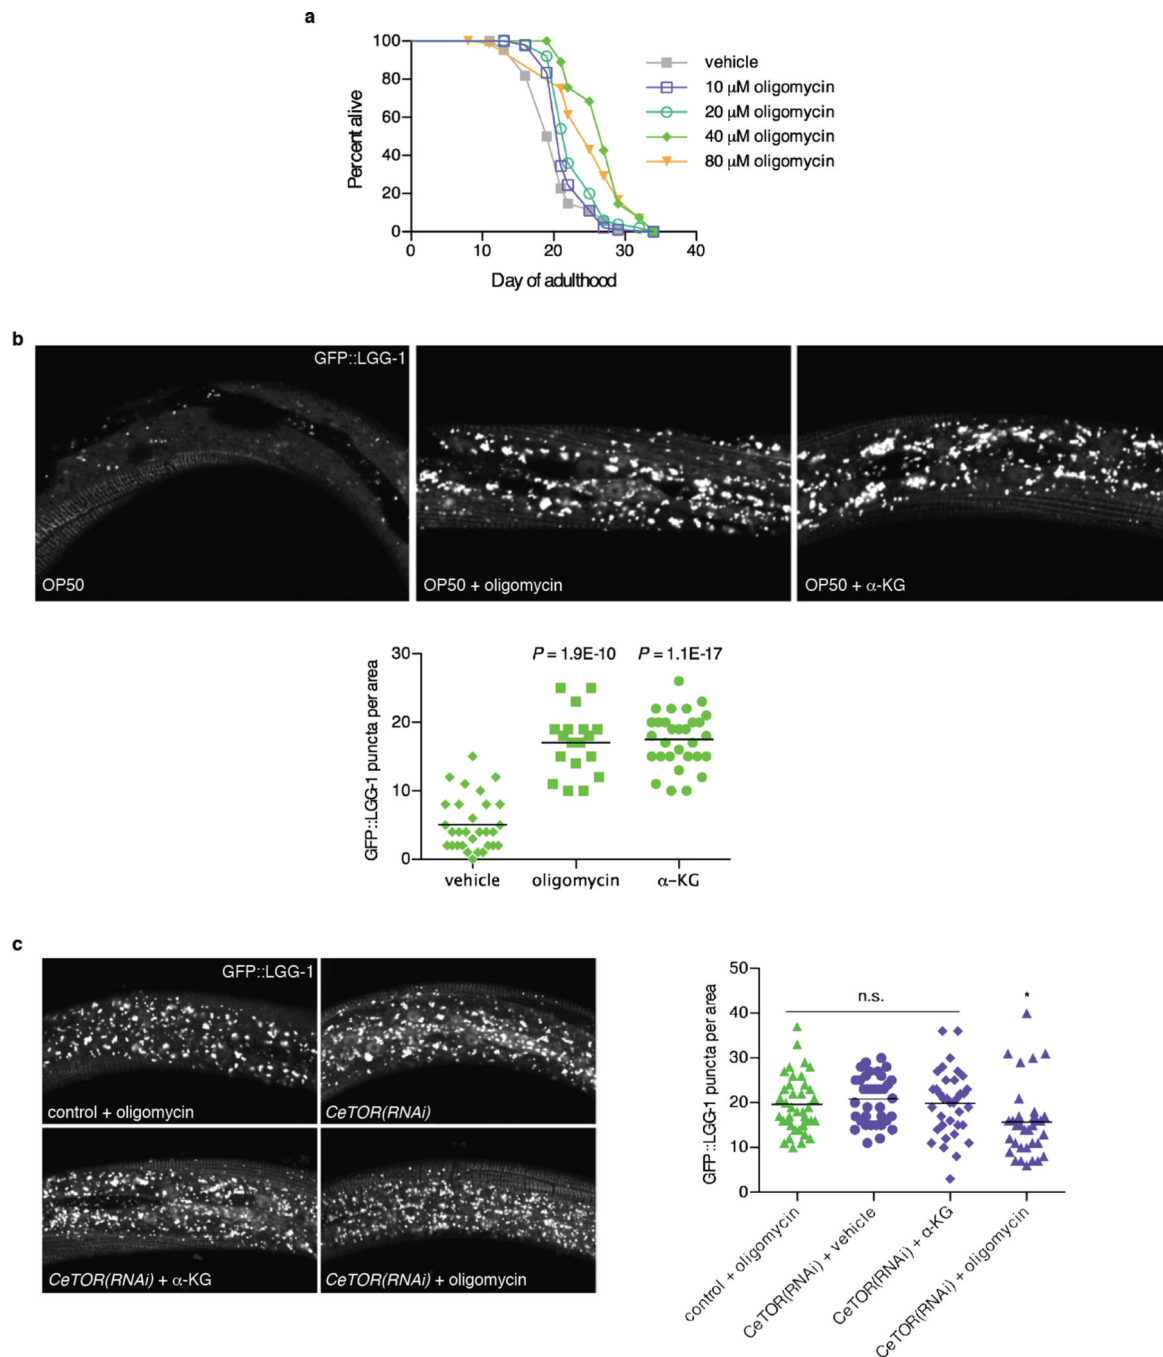 a
100
80
60
40
20
0
Percent alive
0 10 20 30 40
Day of adulthood
vehicle
10 μM oligomycin
20 μM oligomycin
40 μM oligomycin
80 μM oligomycin
b
GFP::LGG-1
OP50
OP50 + oligomycin
OP50 + α-KG
30
20
10
0
GFP::LGG-1 puncta per area
P = 1.9E-10
P = 1.1E-17
vehicle
oligomycin
α-KG
c
GFP::LGG-1
control + oligomycin
CeTOR(RNAi)
CeTOR(RNAi) + α-KG
CeTOR(RNAi) + oligomycin
50
40
30
20
10
0
GFP::LGG-1 puncta per area
n.s.
*
control + oligomycin
CeTOR(RNAi) + vehicle
CeTOR(RNAi) + α-KG
CeTOR(RNAi) + oligomycin